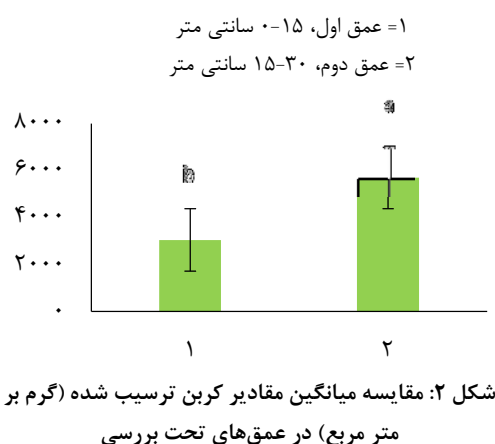 ۱= عمق اول، ۱۵-۰ سانتی متر
۲= عمق دوم، ۳۰-۱۵ سانتی متر
a
b
۸۰۰۰
۶۰۰۰
۴۰۰۰
۲۰۰۰
۰
۱ ۲
شکل ۲: مقایسه میانگین مقادیر کربن ترسیب شده (گرم بر
متر مربع) در عمق‌های تحت بررسی